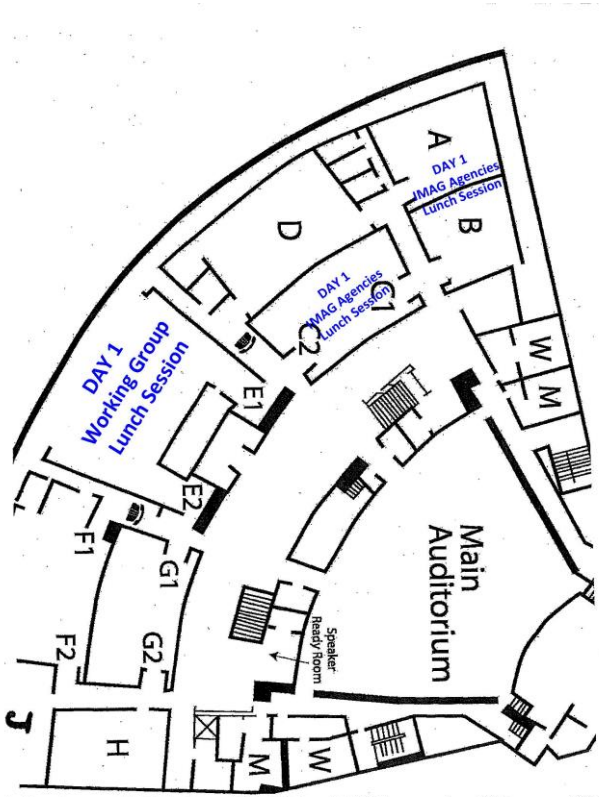 A
DAY 1
IMAG Agencies
Lunch Session
B
D
DAY 1
IMAG Agencies
Lunch Session
C1
C2
W
M
DAY 1
Working Group
Lunch Session
E1
E2
Main
Auditorium
F1
G1
Speaker
Ready Room
F2
G2
J
H
M
W